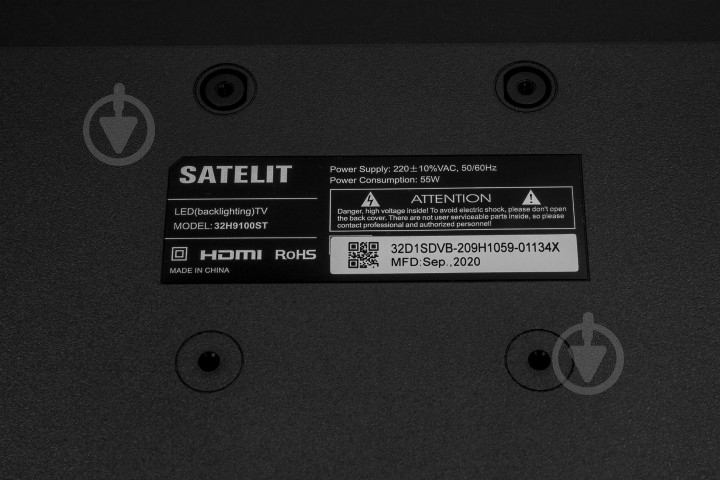 SATELIT
LED(backlighting)TV
MODEL: 32H9100ST
HDMI RoHS
MADE IN CHINA
Power Supply: 220±10%VAC, 50/60Hz
Power Consumption: 55W
ATTENTION
Danger, high voltage inside! To avoid electric shock, please don't open
the back cover. There are not user serviceable parts inside, so please
contact professional and authorized personnel!
32D1SDVB-209H1059-01134X
MFD:Sep.,2020